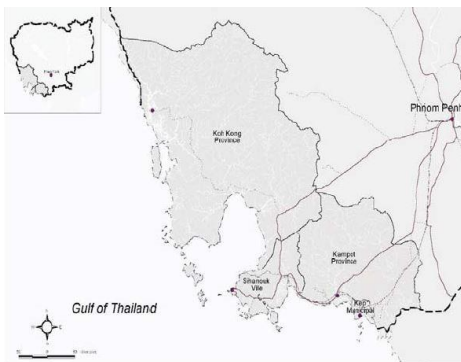 Phnom Penh
Koh Kong
Province
Kampot
Province
Sihanouk
Ville
Kep
Municipal
Gulf of Thailand